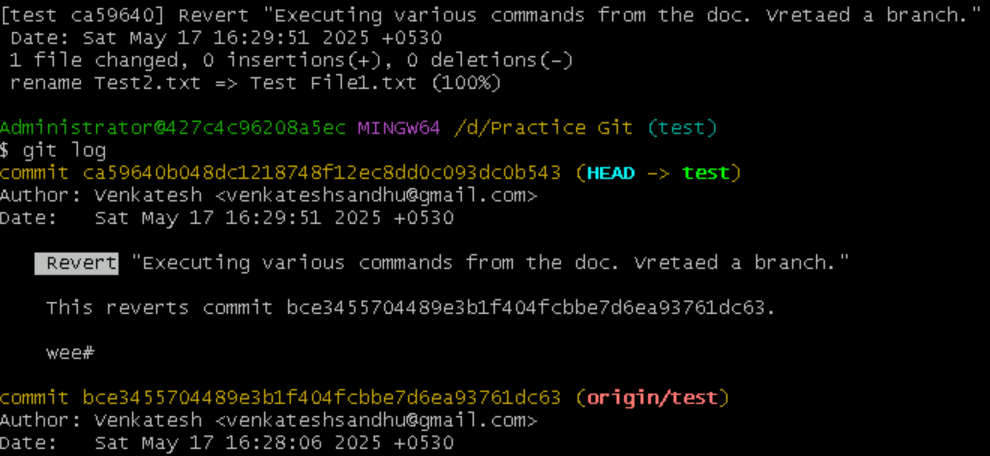 [test ca59640] Revert "Executing various commands from the doc. Vretaed a branch."
Date: Sat May 17 16:29:51 2025 +0530
1 file changed, 0 insertions(+), 0 deletions(-)
rename Test2.txt => Test File1.txt (100%)
Administrator@427c4c96208a5ec MINGW64 /d/Practice Git (test)
$ git log
commit ca59640b048dc1218748f12ec8dd0c093dc0b543 (HEAD -> test)
Author: Venkatesh <venkateshsandhu@gmail.com>
Date:   Sat May 17 16:29:51 2025 +0530
Revert "Executing various commands from the doc. Vretaed a branch."
This reverts commit bce3455704489e3b1f404fcbbe7d6ea93761dc63.
wee#
commit bce3455704489e3b1f404fcbbe7d6ea93761dc63 (origin/test)
Author: Venkatesh <venkateshsandhu@gmail.com>
Date:   Sat May 17 16:28:06 2025 +0530